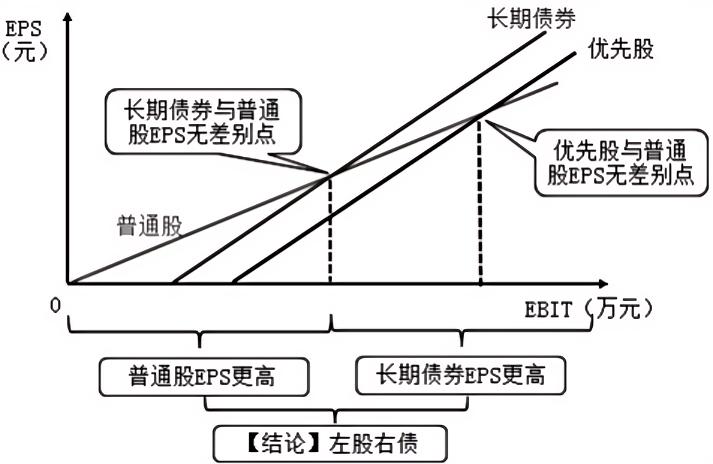 EPS
（元）
长期债券
优先股
长期债券与普通
股EPS无差别点
优先股与普通
股EPS无差别点
普通股
0
EBIT（万元）
普通股EPS更高
长期债券EPS更高
【结论】左股右债